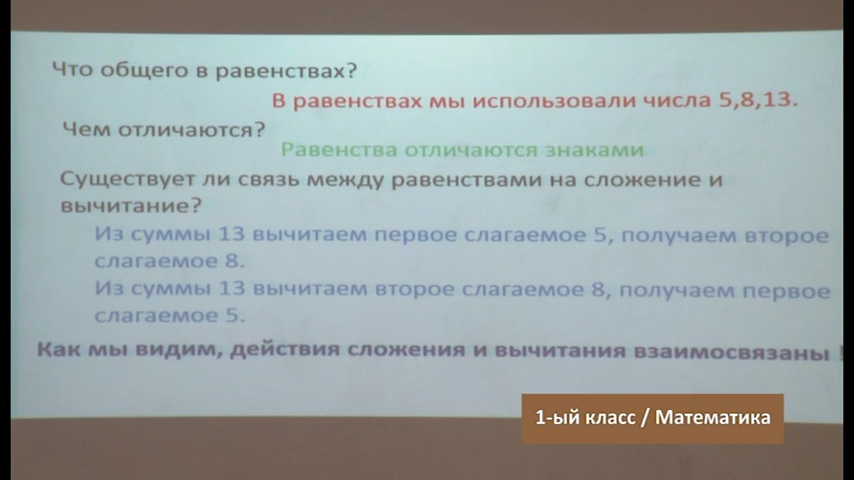 Что общего в равенствах?
В равенствах мы использовали числа 5,8,13.
Чем отличаются?
Равенства отличаются знаками
Существует ли связь между равенствами на сложение и
вычитание?
Из суммы 13 вычитаем первое слагаемое 5, получаем второе
слагаемое 8.
Из суммы 13 вычитаем второе слагаемое 8, получаем первое
слагаемое 5.
Как мы видим, действия сложения и вычитания взаимосвязаны !
1-ый класс / Математика